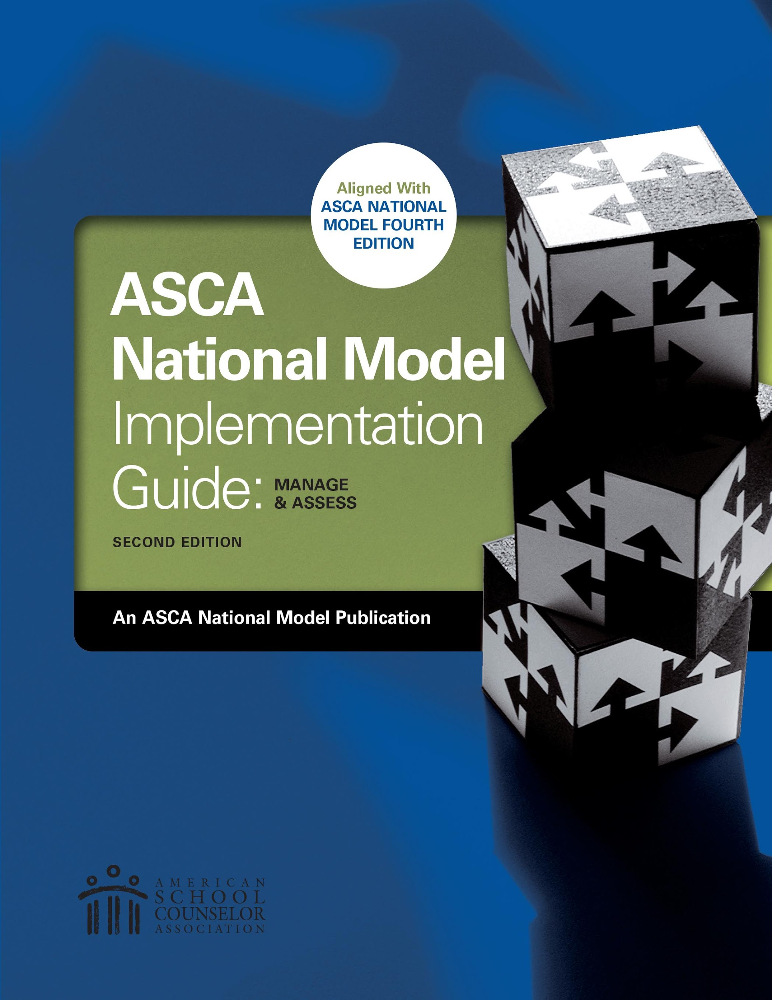 Aligned With
ASCA NATIONAL
MODEL FOURTH
EDITION
ASCA
National Model
Implementation
Guide: MANAGE
& ASSESS
SECOND EDITION
An ASCA National Model Publication
AMERICAN
SCHOOL
COUNSELOR
ASSOCIATION